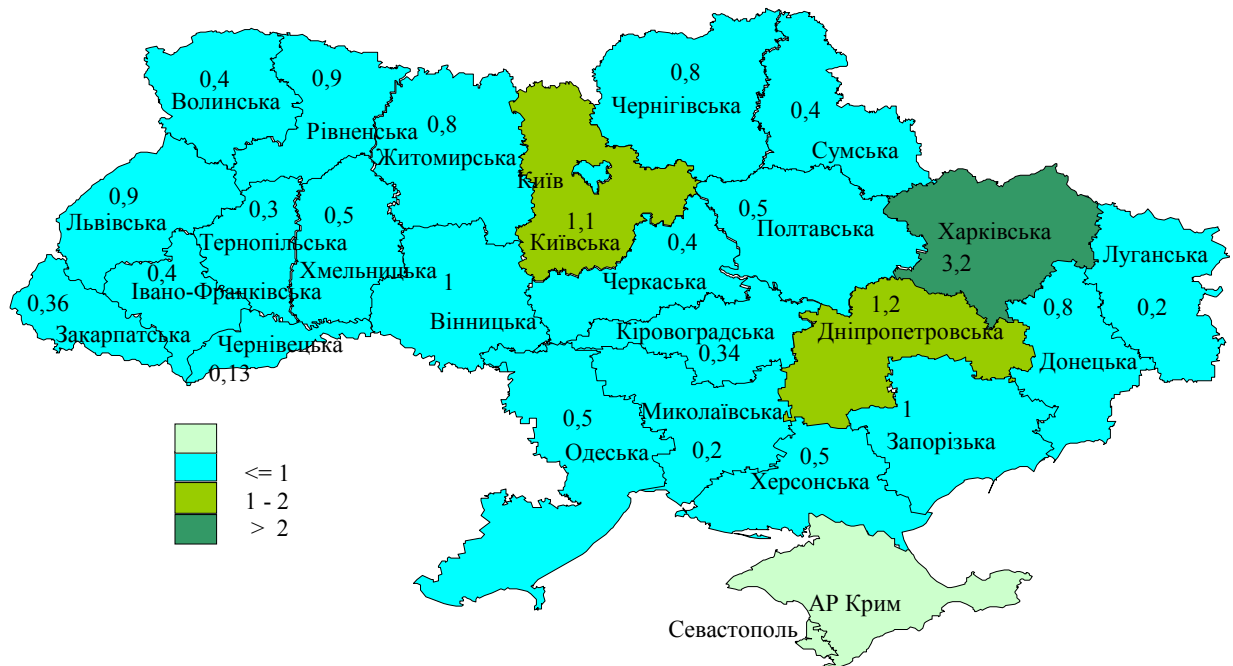 0,4
Волинська
0,9
Рівненська
0,8
Житомирська
Київ
1,1
Київська
0,8
Чернігівська
0,4
Сумська
0,9
Львівська
0,3
Тернопільська
0,5
Хмельницька
0,4
Івано-Франківська
0,36
Закарпатська
Чернівецька
0,13
1
Вінницька
0,4
Черкаська
0,5
Полтавська
Харківська
3,2
Луганська
0,2
0,8
Донецька
1,2
Дніпропетровська
Кіровоградська
0,34
0,5
Одеська
Миколаївська
0,2
0,5
Херсонська
1
Запорізька
АР Крим
Севастополь
<= 1
1 - 2
> 2